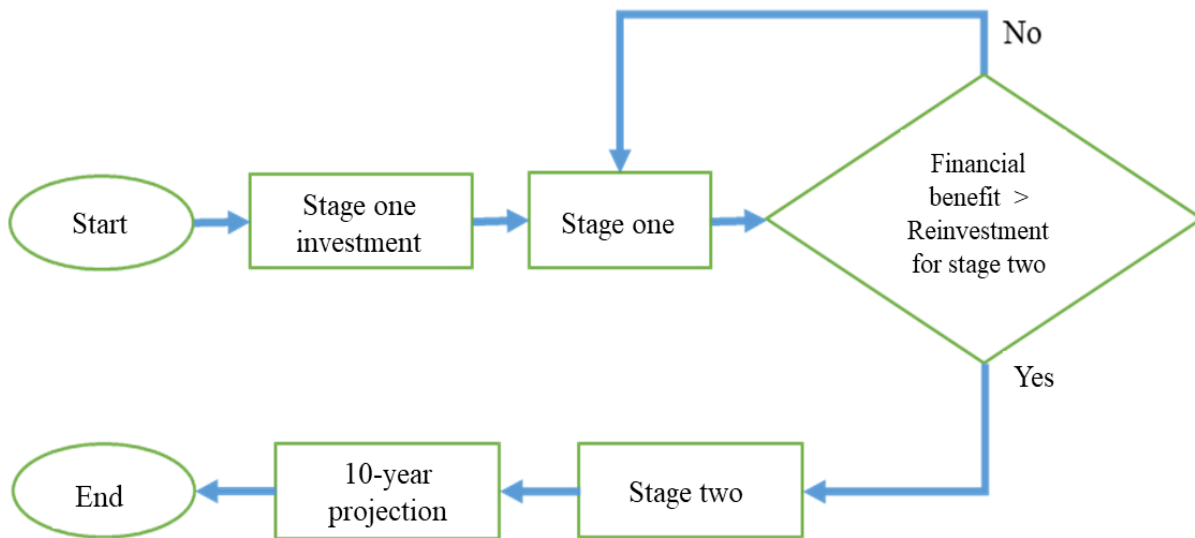 No
Start
Stage one
investment
Stage one
Financial
benefit >
Reinvestment
for stage two
Yes
End
10-year
projection
Stage two